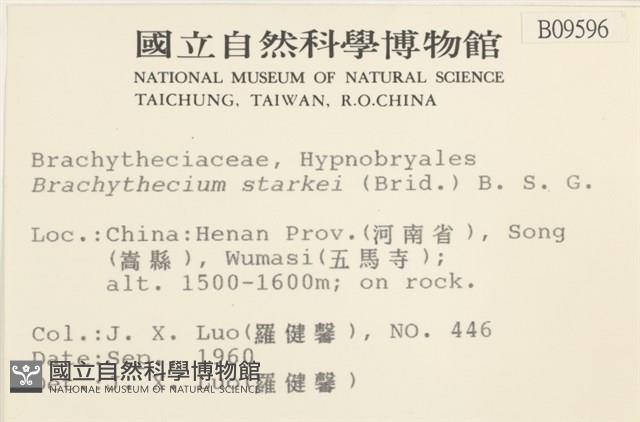 國立自然科學博物館
B09596
NATIONAL MUSEUM OF NATURAL SCIENCE
TAICHUNG, TAIWAN, R.O.CHINA
Brachytheciaceae, Hypnobryales
Brachythecium starkei (Brid.) B. S. G.
Loc.:China:Henan Prov.(河南省), Song
(嵩縣), Wumasi(五馬寺);
alt. 1500-1600m; on rock.
Col.:J. X. Luo(羅健馨), NO. 446
Date:Sep., 1960
國立自然科學博物館
NATIONAL MUSEUM OF NATURAL SCIENCE
Det.:J. X. Luo(羅健馨)